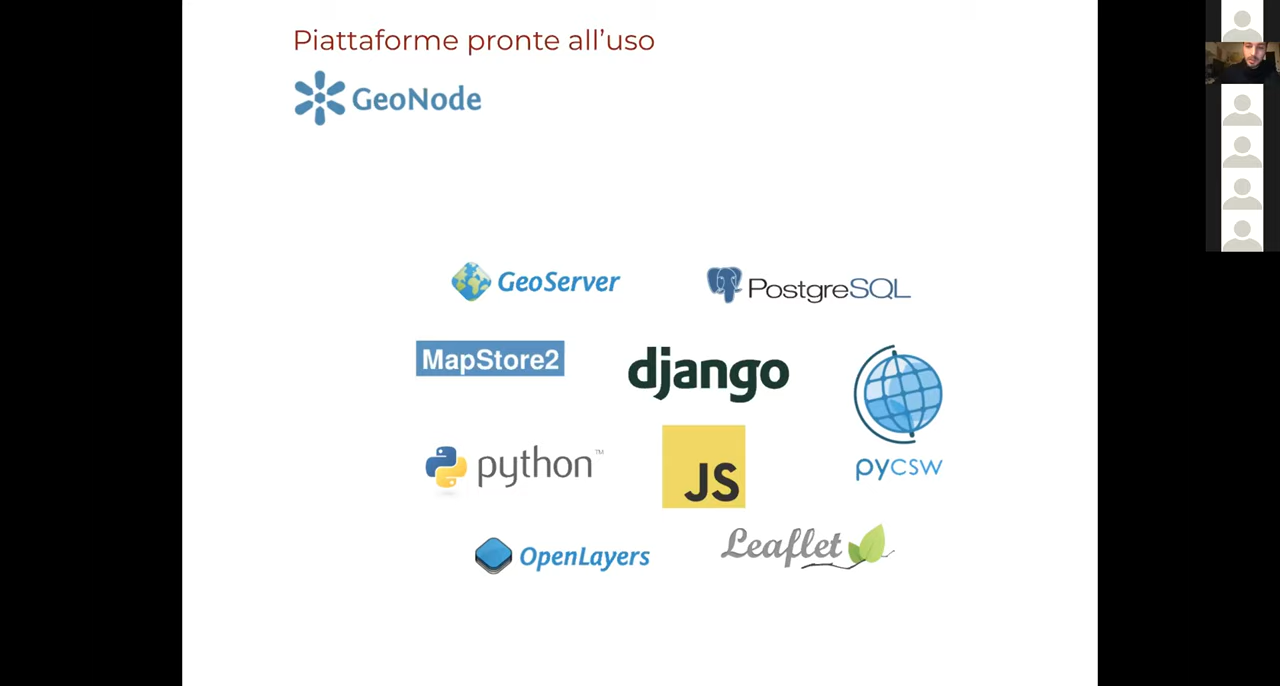 Piattaforme pronte all’uso
GeoNode
GeoServer
PostgreSQL
MapStore2
django
pycsw
python™
JS
OpenLayers
Leaflet